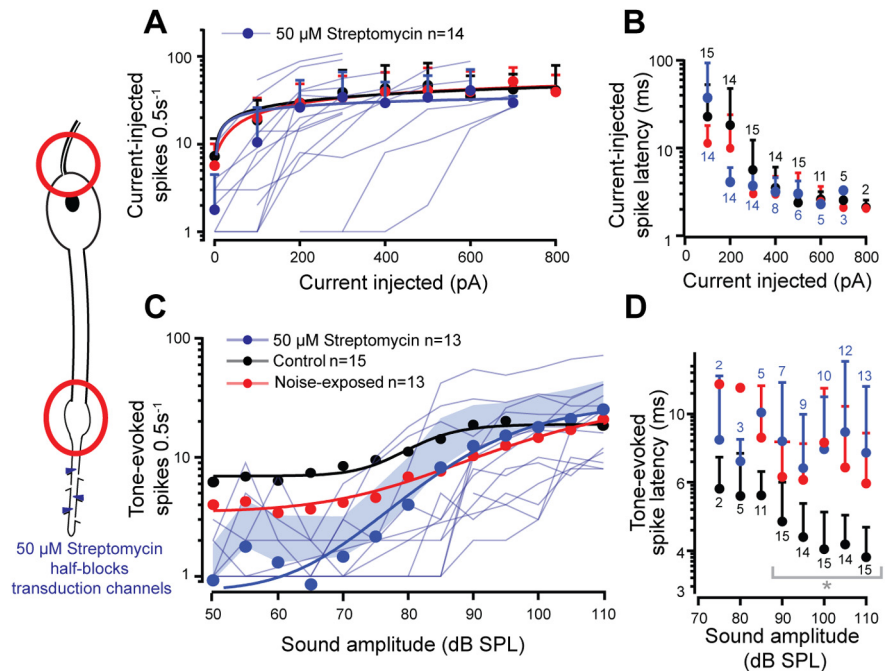 A
50 µM Streptomycin n=14
100
10
1
Current-injected
spikes 0.5s⁻¹
0
200
400
600
800
Current injected (pA)
B
15
14
15
14
15
11
5
2
14
14
14
8
6
5
3
100
10
1
Current-injected
spike latency (ms)
0
200
400
600
800
Current injected (pA)
50 µM Streptomycin
half-blocks
transduction channels
C
50 µM Streptomycin n=13
Control n=15
Noise-exposed n=13
100
10
1
Tone-evoked
spikes 0.5s⁻¹
50
60
70
80
90
100
110
Sound amplitude (dB SPL)
D
2
3
5
7
9
10
12
13
2
5
11
15
14
15
14
15
*
10
6
4
3
Tone-evoked
spike latency (ms)
70
80
90
100
110
Sound amplitude
(dB SPL)